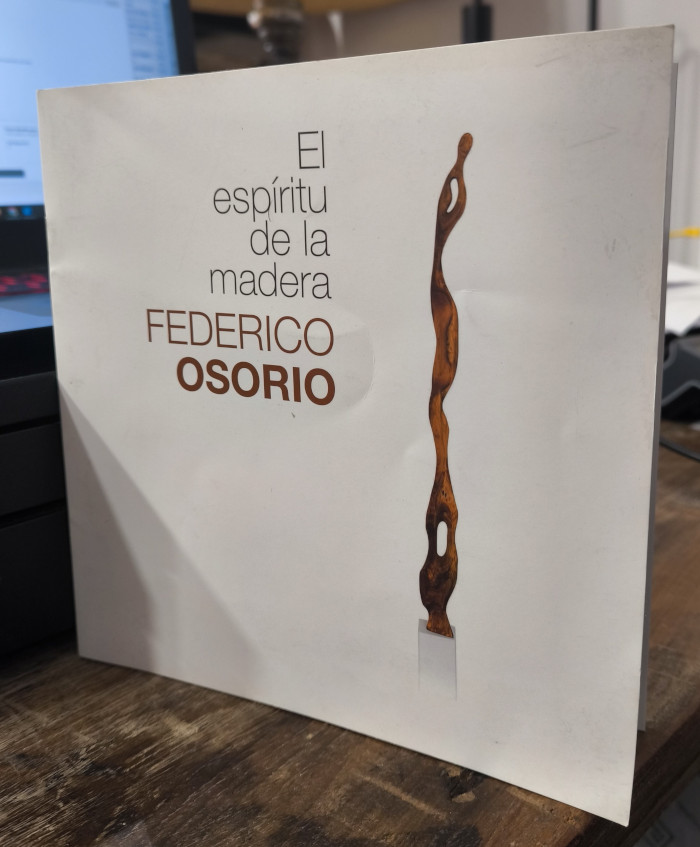 El
espíritu
de la
madera
FEDERICO
OSORIO